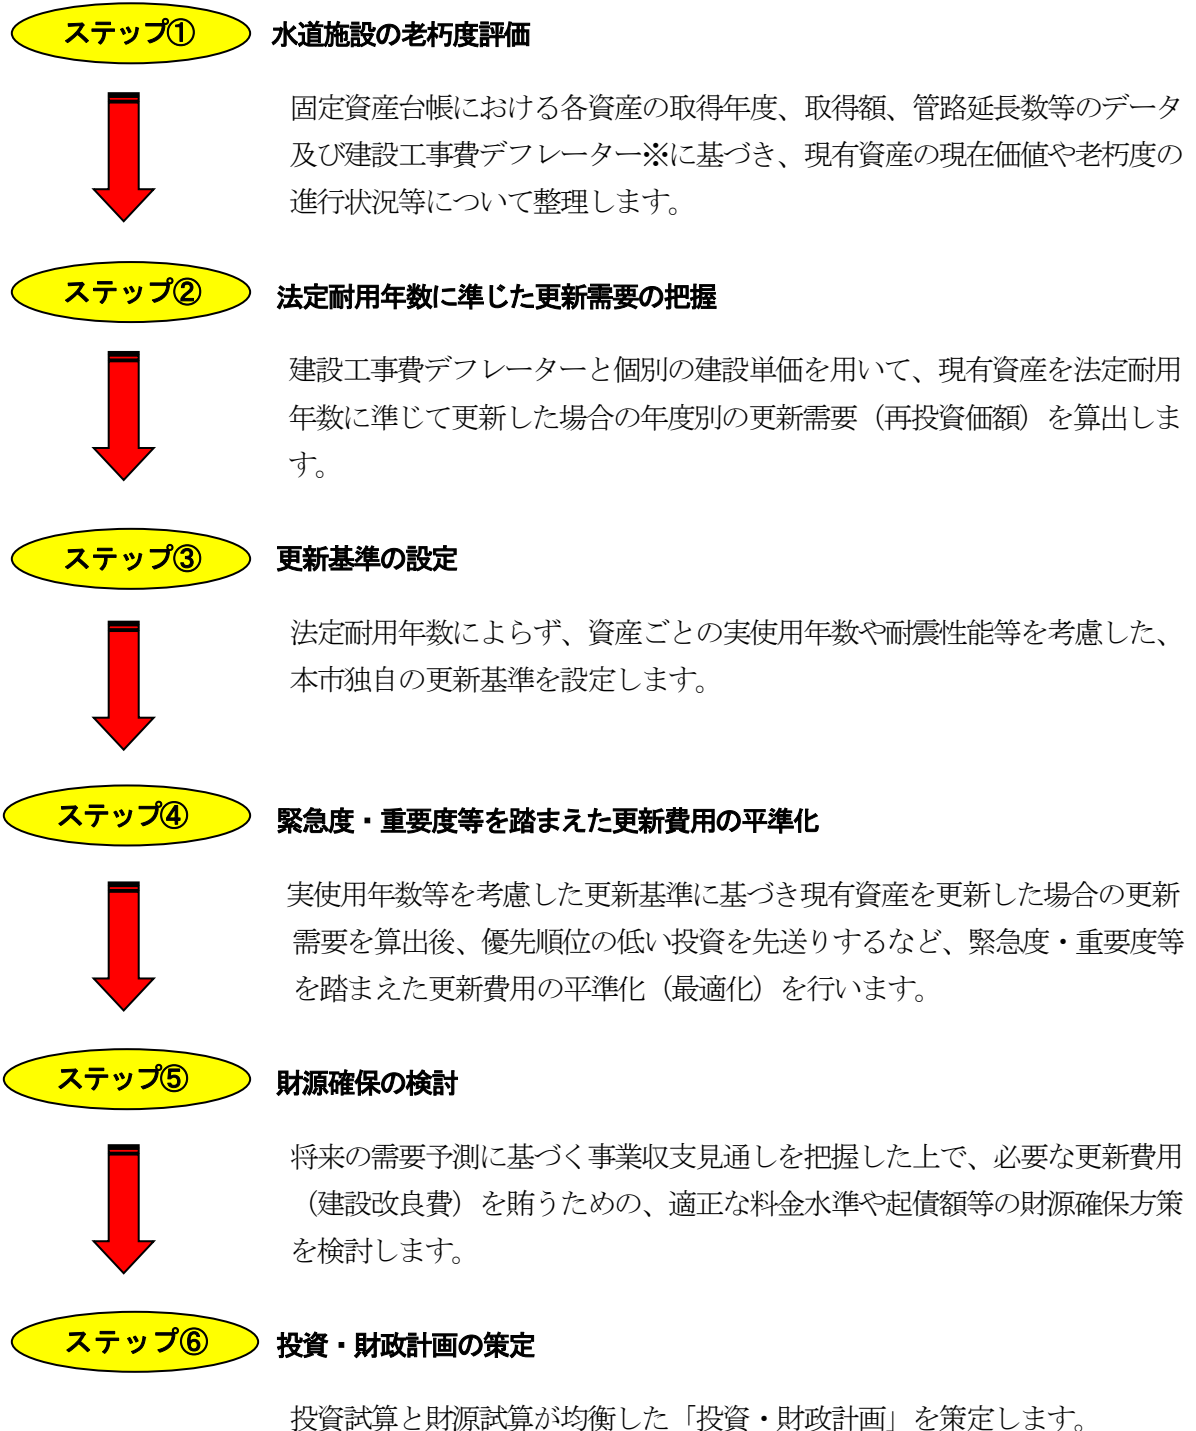 ステップ① 水道施設の老朽度評価
固定資産台帳における各資産の取得年度、取得額、管路延長数等のデータ
及び建設工事費デフレーター※に基づき、現有資産の現在価値や老朽度の
進行状況等について整理します。
ステップ② 法定耐用年数に準じた更新需要の把握
建設工事費デフレーターと個別の建設単価を用いて、現有資産を法定耐用
年数に準じて更新した場合の年度別の更新需要（再投資価額）を算出しま
す。
ステップ③ 更新基準の設定
法定耐用年数によらず、資産ごとの実使用年数や耐震性能等を考慮した、
本市独自の更新基準を設定します。
ステップ④ 緊急度・重要度等を踏まえた更新費用の平準化
実使用年数等を考慮した更新基準に基づき現有資産を更新した場合の更新
需要を算出後、優先順位の低い投資を先送りするなど、緊急度・重要度等
を踏まえた更新費用の平準化（最適化）を行います。
ステップ⑤ 財源確保の検討
将来の需要予測に基づく事業収支見通しを把握した上で、必要な更新費用
（建設改良費）を賄うための、適正な料金水準や起債額等の財源確保方策
を検討します。
ステップ⑥ 投資・財政計画の策定
投資試算と財源試算が均衡した「投資・財政計画」を策定します。